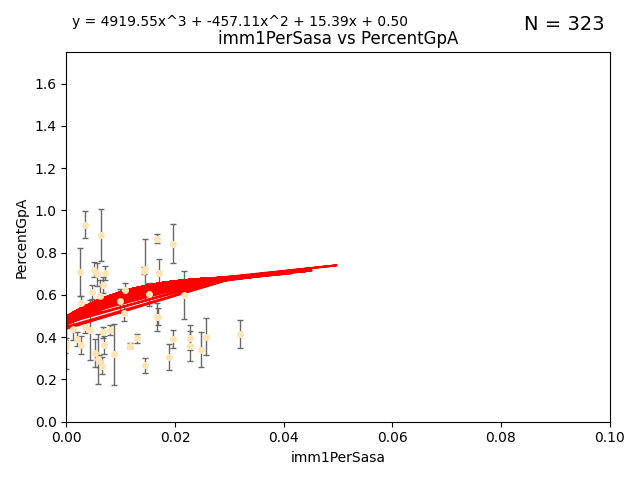 y = 4919.55x^3 + -457.11x^2 + 15.39x + 0.50
N = 323
imm1PerSasa vs PercentGpA
PercentGpA
1.6
1.4
1.2
1.0
0.8
0.6
0.4
0.2
0.0
0.00 0.02 0.04 0.06 0.08 0.10
imm1PerSasa